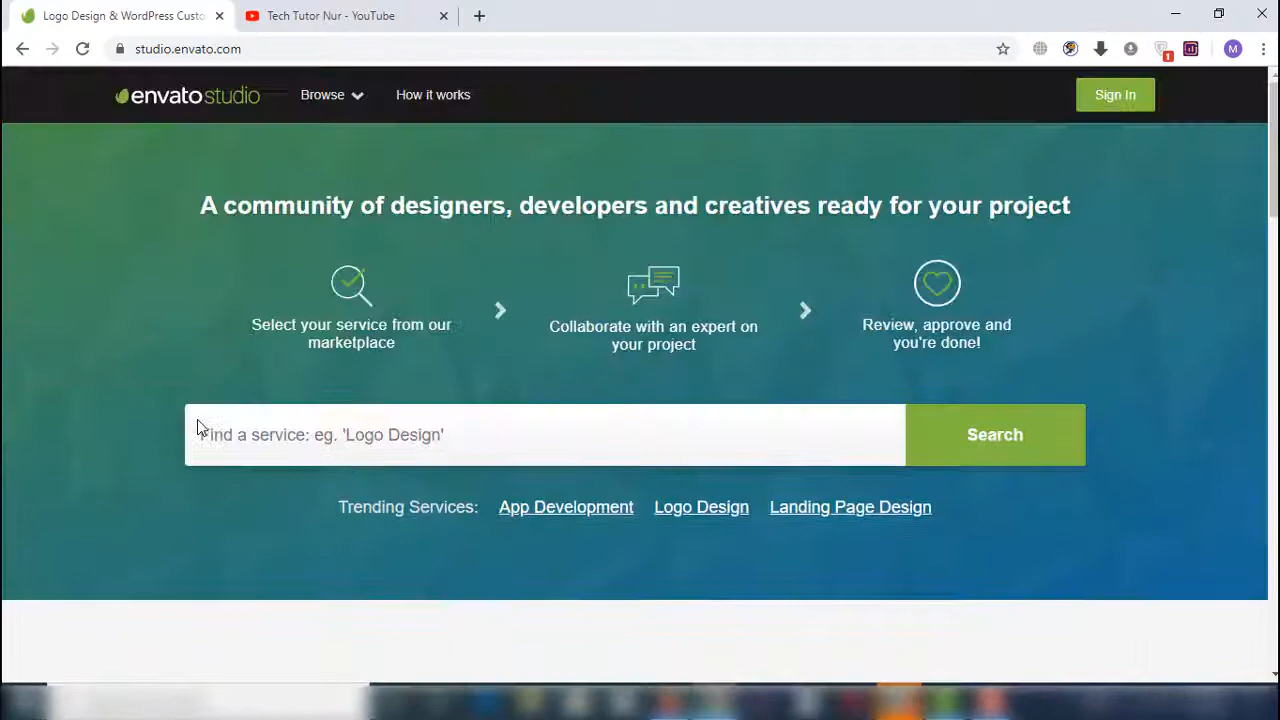 Logo Design & WordPress Custo
Tech Tutor Nur - YouTube
studio.envato.com
1
M
envatostudio
Browse
How it works
Sign In
A community of designers, developers and creatives ready for your project
Select your service from our
marketplace
Collaborate with an expert on
your project
Review, approve and
you're done!
Find a service: eg. 'Logo Design'
Search
Trending Services: App Development Logo Design Landing Page Design